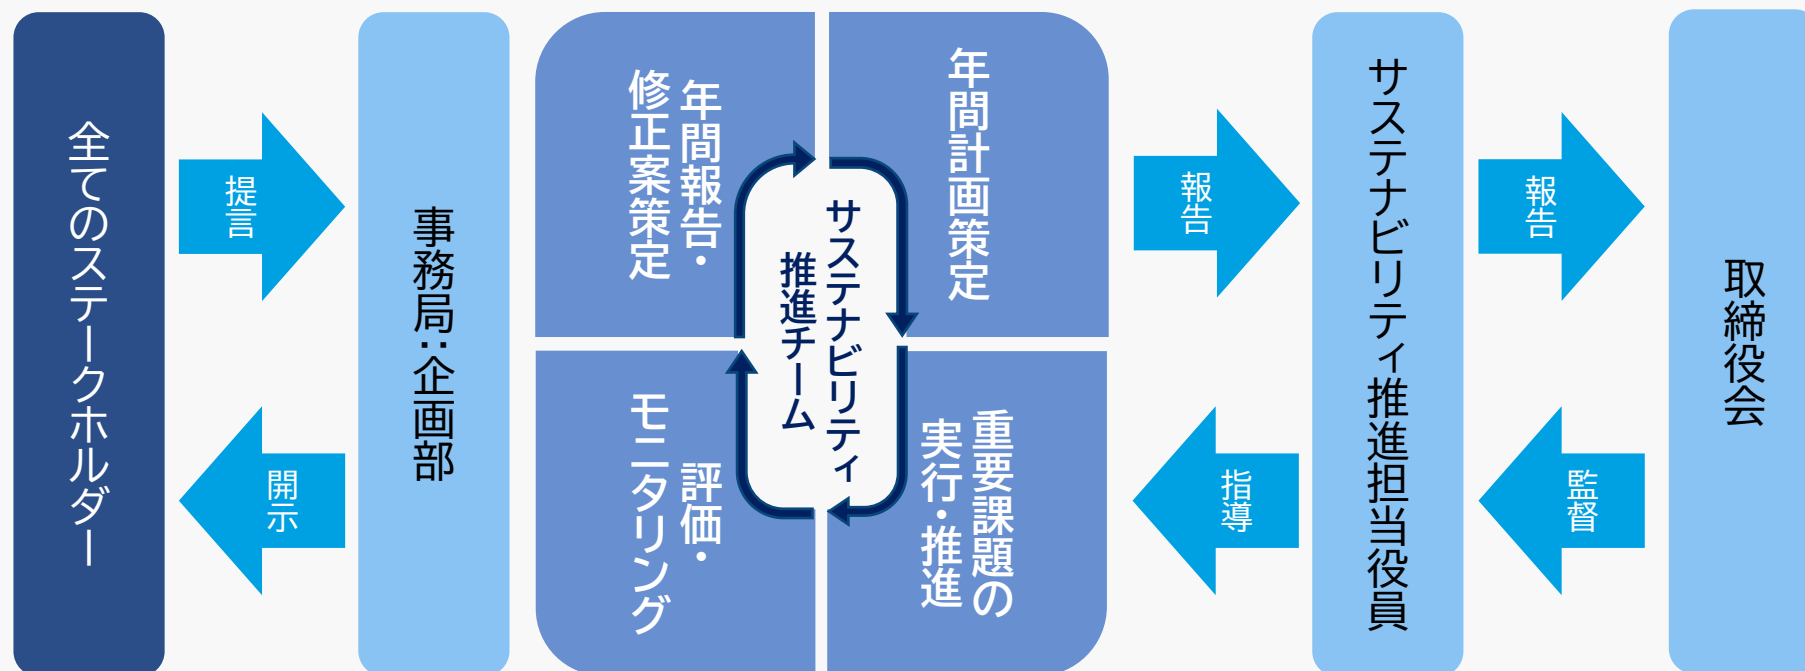 全てのステークホルダー
提言
開示
事務局：企画部
年間報告・
修正案策定
年間計画策定
サステナビリティ
推進チーム
評価・
モニタリング
重要課題の
実行・推進
報告
指導
サステナビリティ推進担当役員
報告
監督
取締役会